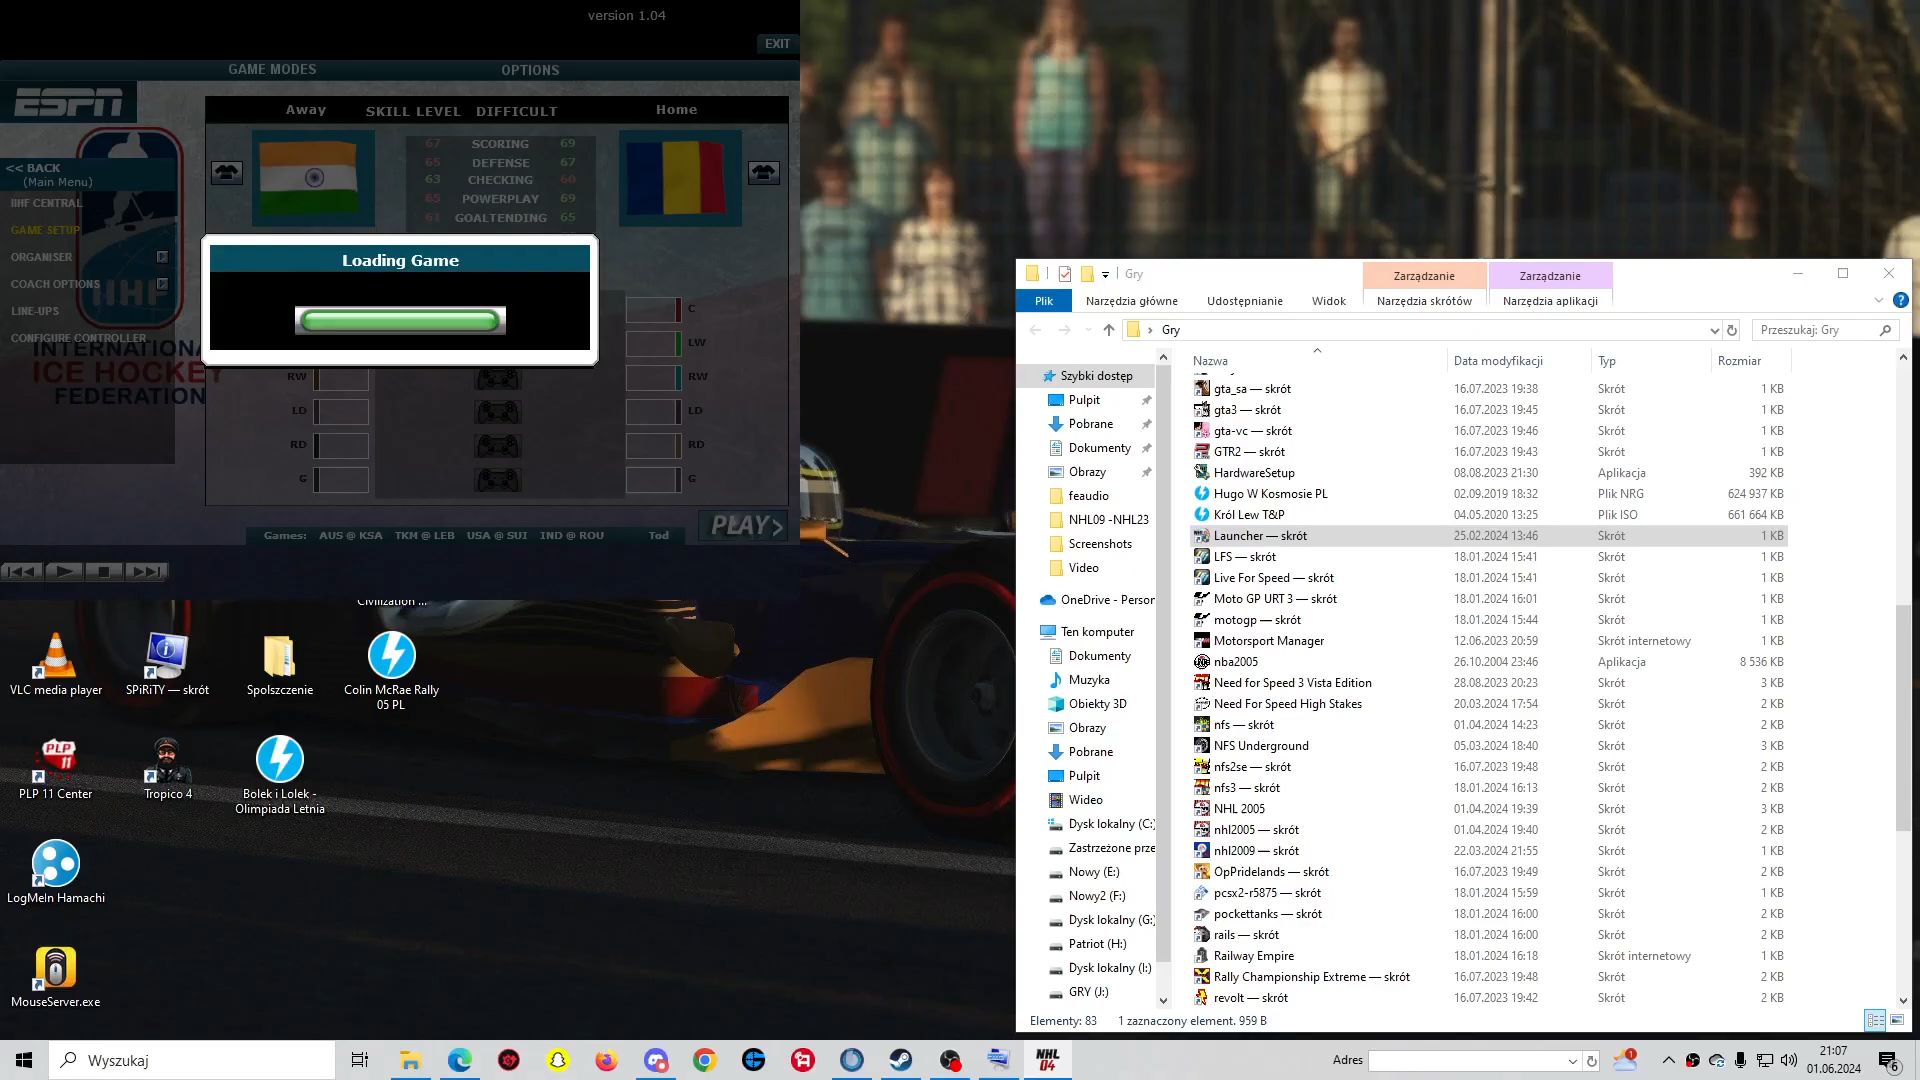 version 1.04
EXIT
GAME MODES
OPTIONS
ESPN
Away
SKILL LEVEL DIFFICULT
Home
67 SCORING 69
65 DEFENSE 67
63 CHECKING 60
65 POWERPLAY 69
61 GOALTENDING 65
<< BACK
(Main Menu)
IIHF CENTRAL
GAME SETUP
ORGANISER
COACH OPTIONS
LINE-UPS
CONFIGURE CONTROLLER
IIHF
INTERNATIONA
ICE HOCKEY
FEDERATION
Loading Game
C
LW
RW RW
LD LD
RD RD
G G
PLAY>
Games: AUS @ KSA TKM @ LEB USA @ SUI IND @ ROU Tod
Civilization ...
VLC media player
SPiRiTY — skrót
Spolszczenie
Colin McRae Rally
05 PL
PLP
11
PLP 11 Center
Tropico 4
Bolek i Lolek -
Olimpiada Letnia
LogMeIn Hamachi
MouseServer.exe
Gry
Zarządzanie
Zarządzanie
Plik
Narzędzia główne
Udostępnianie
Widok
Narzędzia skrótów
Narzędzia aplikacji
Gry
Przeszukaj: Gry
Szybki dostęp
Pulpit
Pobrane
Dokumenty
Obrazy
feaudio
NHL09 -NHL23
Screenshots
Video
OneDrive - Person
Ten komputer
Dokumenty
Muzyka
Obiekty 3D
Obrazy
Pobrane
Pulpit
Wideo
Dysk lokalny (C:)
Zastrzeżone prze
Nowy (E:)
Nowy2 (F:)
Dysk lokalny (G:)
Patriot (H:)
Dysk lokalny (I:)
GRY (J:)
Nazwa Data modyfikacji Typ Rozmiar
gta_sa — skrót 16.07.2023 19:38 Skrót 1 KB
gta3 — skrót 16.07.2023 19:45 Skrót 1 KB
gta-vc — skrót 16.07.2023 19:46 Skrót 1 KB
GTR2 — skrót 16.07.2023 19:43 Skrót 1 KB
HardwareSetup 08.08.2023 21:30 Aplikacja 392 KB
Hugo W Kosmosie PL 02.09.2019 18:32 Plik NRG 624 937 KB
Król Lew T&P 04.05.2020 13:25 Plik ISO 661 664 KB
Launcher — skrót 25.02.2024 13:46 Skrót 1 KB
LFS — skrót 18.01.2024 15:41 Skrót 1 KB
Live For Speed — skrót 18.01.2024 15:41 Skrót 1 KB
Moto GP URT 3 — skrót 18.01.2024 16:01 Skrót 1 KB
motogp — skrót 18.01.2024 15:44 Skrót 1 KB
Motorsport Manager 12.06.2023 20:59 Skrót internetowy 1 KB
nba2005 26.10.2004 23:46 Aplikacja 8 536 KB
Need for Speed 3 Vista Edition 28.08.2023 20:23 Skrót 3 KB
Need For Speed High Stakes 20.03.2024 17:54 Skrót 2 KB
nfs — skrót 01.04.2024 14:23 Skrót 2 KB
NFS Underground 05.03.2024 18:40 Skrót 3 KB
nfs2se — skrót 16.07.2023 19:48 Skrót 2 KB
nfs3 — skrót 18.01.2024 16:13 Skrót 2 KB
NHL 2005 01.04.2024 19:39 Skrót 3 KB
nhl2005 — skrót 01.04.2024 19:40 Skrót 2 KB
nhl2009 — skrót 22.03.2024 21:55 Skrót 1 KB
OpPridelands — skrót 16.07.2023 19:49 Skrót 2 KB
pcsx2-r5875 — skrót 18.01.2024 15:59 Skrót 1 KB
pockettanks — skrót 18.01.2024 16:00 Skrót 2 KB
rails — skrót 18.01.2024 16:00 Skrót 2 KB
Railway Empire 18.01.2024 16:18 Skrót internetowy 1 KB
Rally Championship Extreme — skrót 16.07.2023 19:48 Skrót 2 KB
revolt — skrót 16.07.2023 19:42 Skrót 1 KB
Elementy: 83 1 zaznaczony element. 959 B
Wyszukaj
NHL
04
Adres
1
21:07
01.06.2024
6